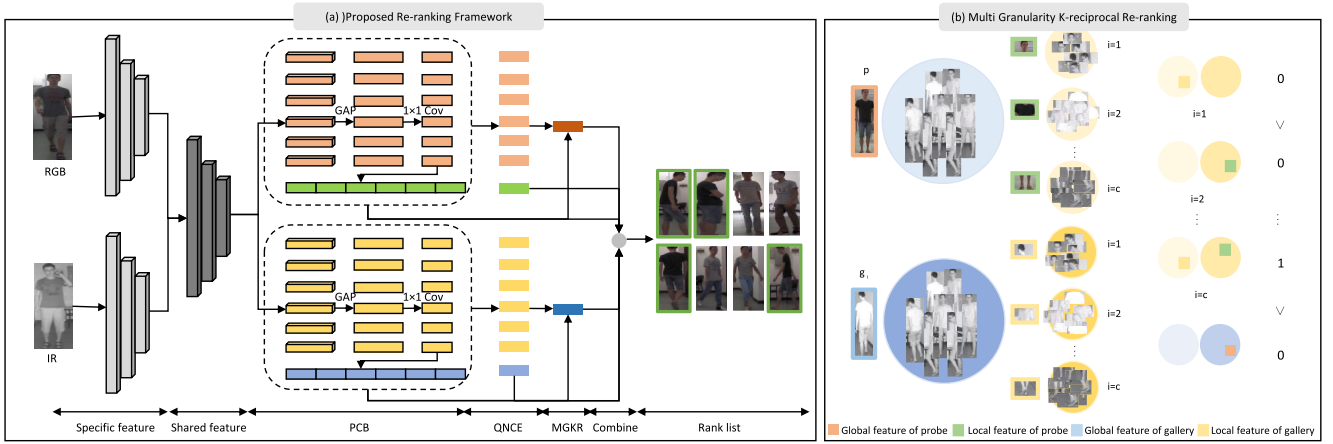 (a) )Proposed Re-ranking Framework
RGB
IR
GAP
1×1 Cov
GAP
1×1 Cov
Specific feature
Shared feature
PCB
QNCE
MGKR
Combine
Rank list
(b) Multi Granularity K-reciprocal Re-ranking
p
g i
i=1
i=2
⋮
i=c
i=1
i=2
⋮
i=c
i=1
i=2
⋮
i=c
0
∨
0
⋮
1
∨
0
Global feature of probe
Local feature of probe
Global feature of gallery
Local feature of gallery